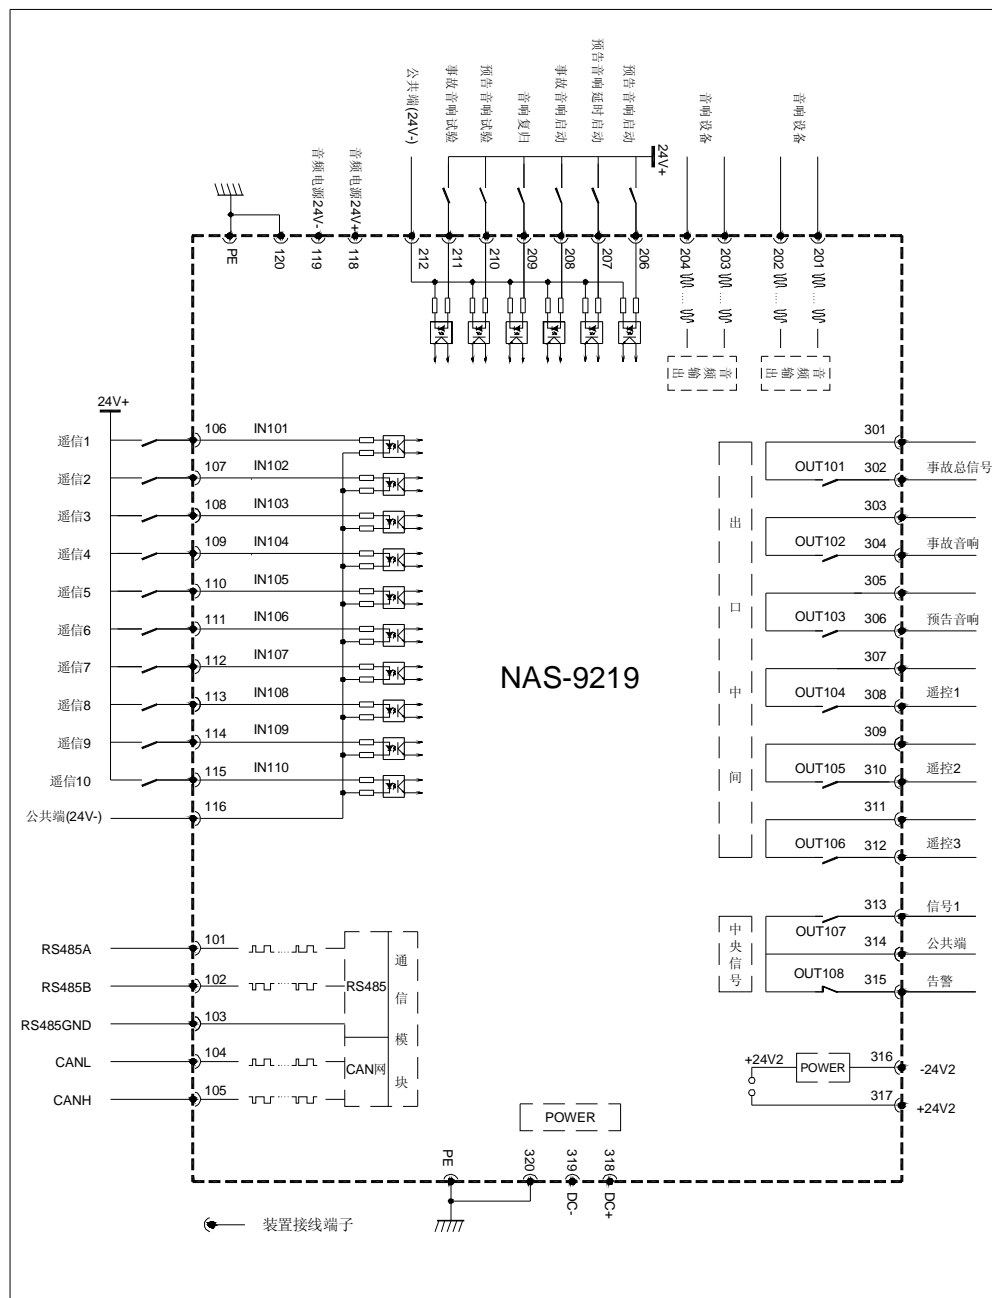 公共端(24V-)
事故音响试验
预告音响试验
音响复归
事故音响启动
预告音响延时启动
预告音响启动
24V+
音响设备
音响设备
音频电源24V-
音频电源24V+
PE
120
119
118
212
211
210
209
208
207
206
204
203
202
201
音频输出
音频输出
24V+
遥信1
106
IN101
遥信2
107
IN102
遥信3
108
IN103
遥信4
109
IN104
遥信5
110
IN105
遥信6
111
IN106
遥信7
112
IN107
遥信8
113
IN108
遥信9
114
IN109
遥信10
115
IN110
公共端(24V-)
116
NAS-9219
出口中间
301
OUT101
302
事故总信号
303
OUT102
304
事故音响
305
OUT103
306
预告音响
307
OUT104
308
遥控1
309
OUT105
310
遥控2
311
OUT106
312
遥控3
中央信号
313
信号1
OUT107
314
公共端
OUT108
315
告警
RS485A
101
RS485B
102
RS485GND
103
CANL
104
CANH
105
RS485
CAN网
通信模块
+24V2
POWER
316
-24V2
317
+24V2
POWER
PE
320
319
318
DC-
DC+
装置接线端子